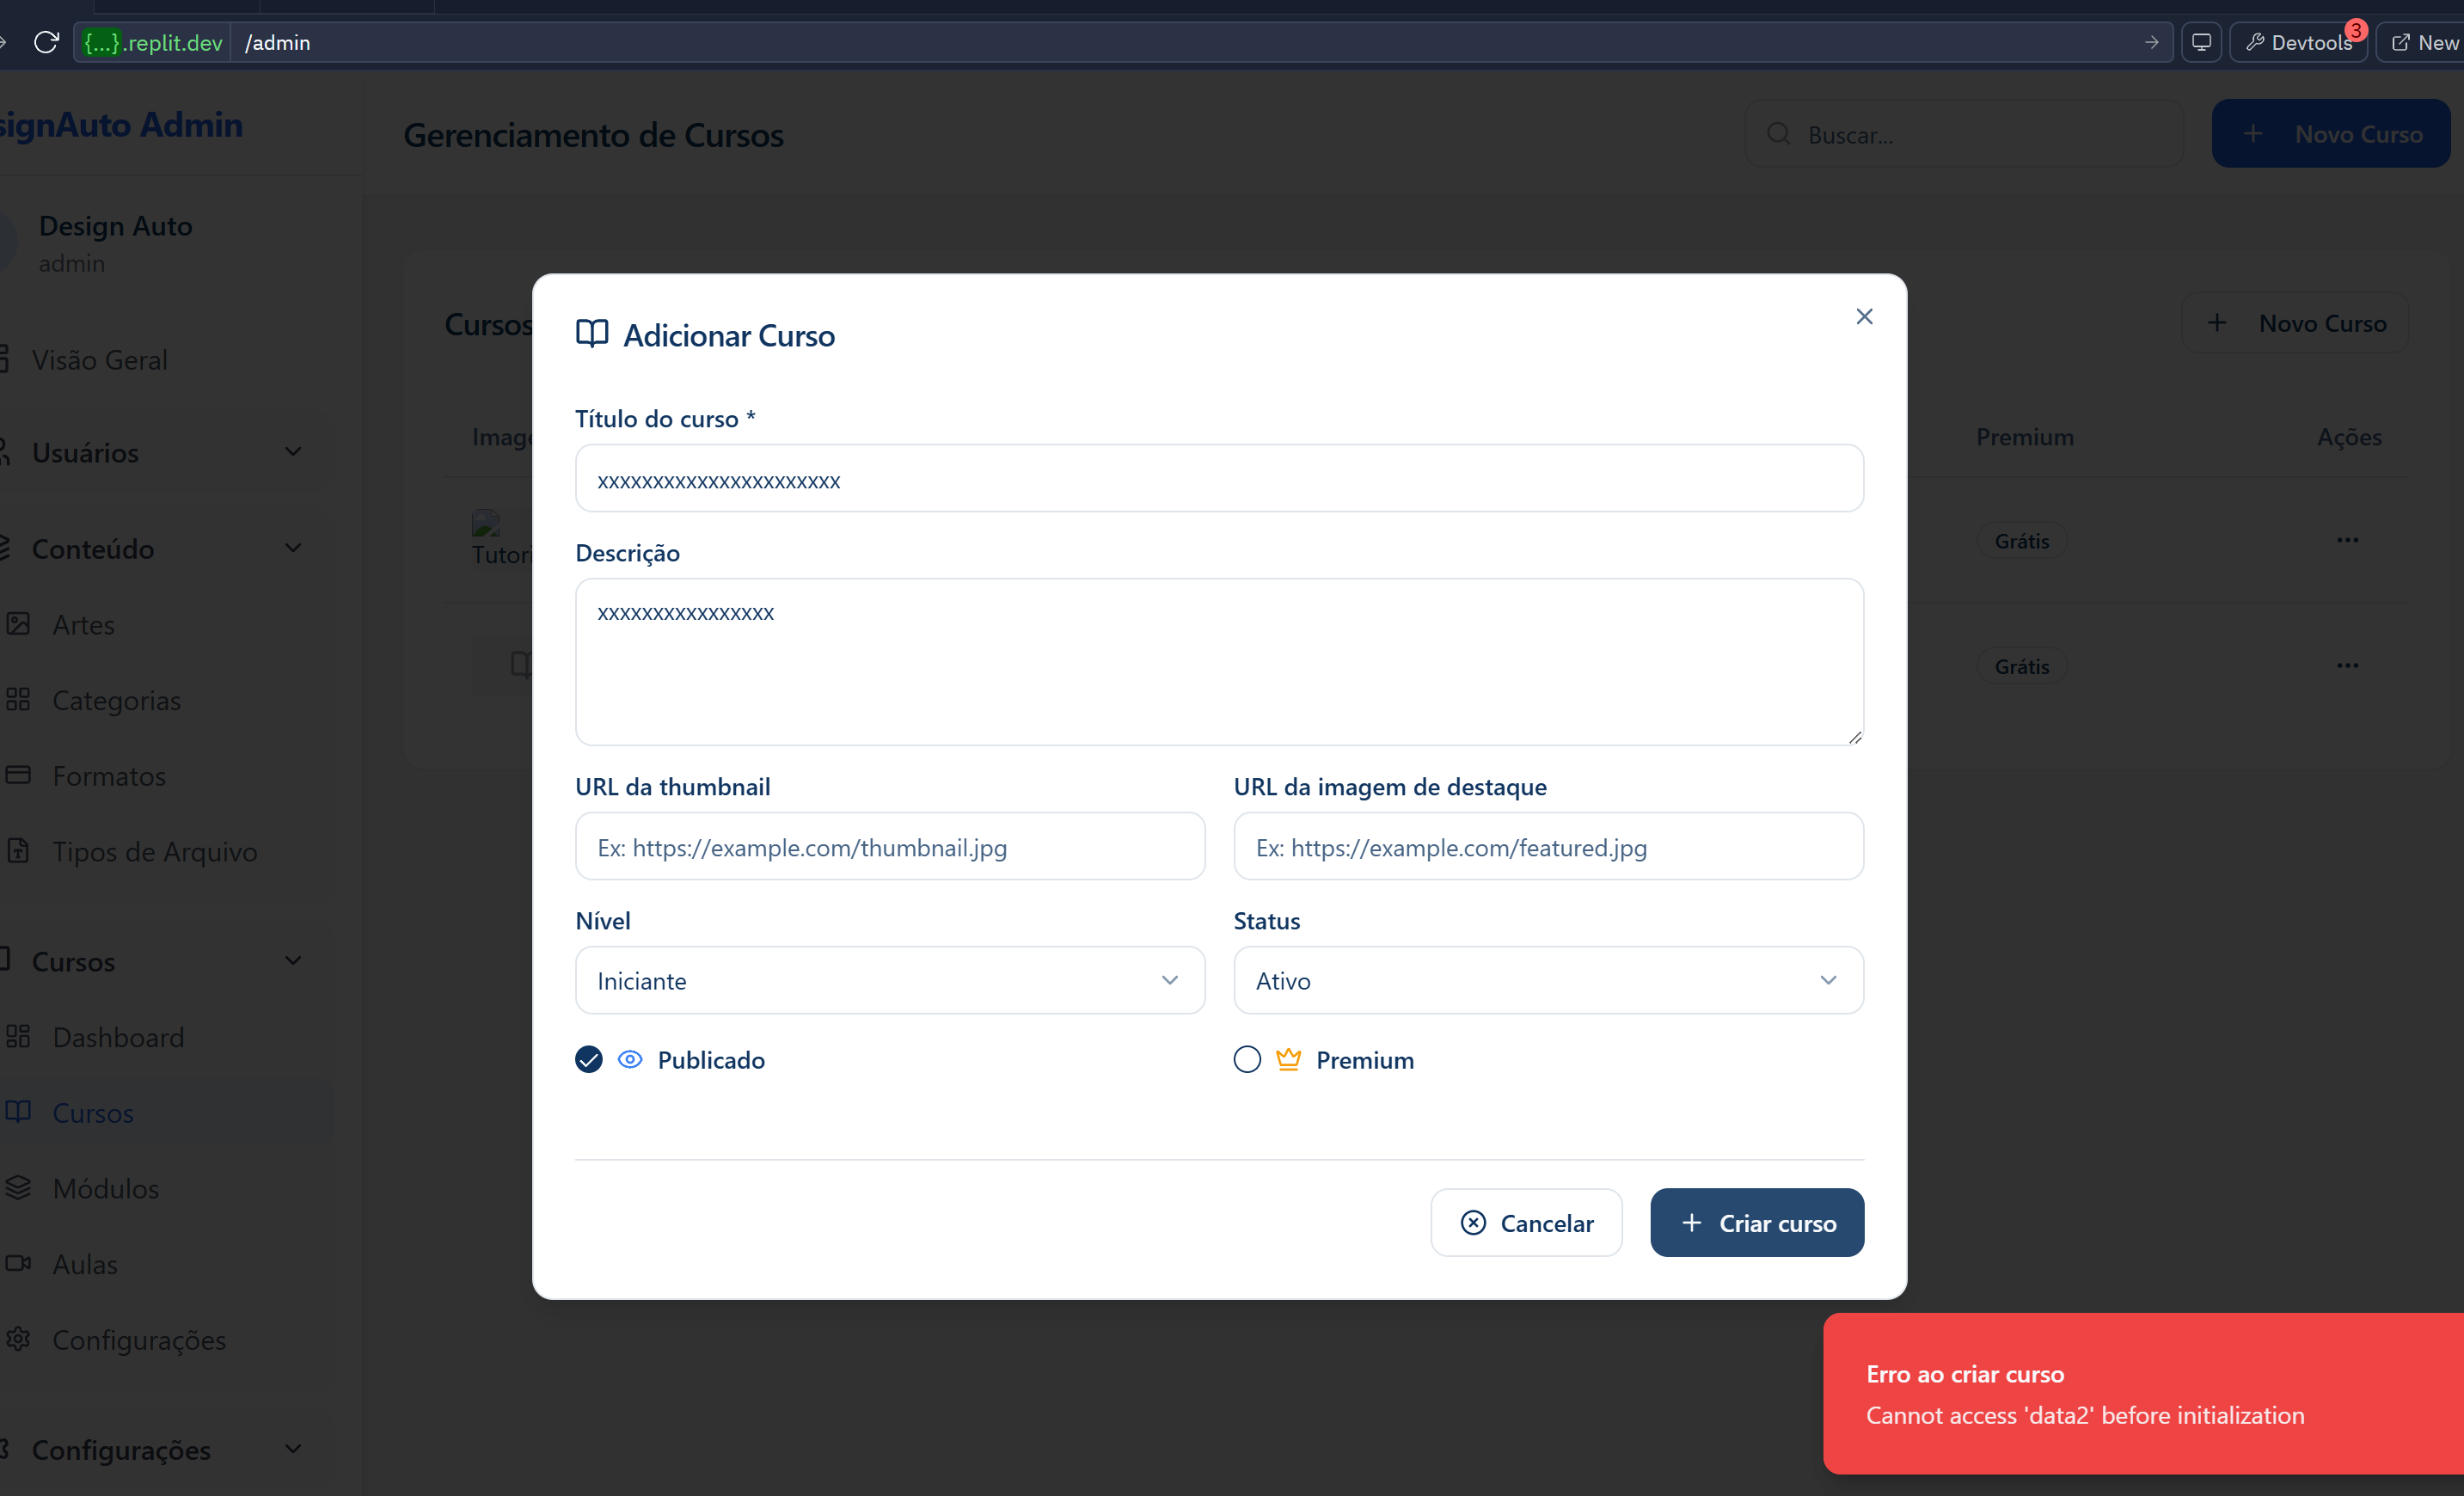 {...}.replit.dev /admin
Devtools 3
New
signAuto Admin
Gerenciamento de Cursos
Buscar...
Novo Curso
Design Auto
admin
Visão Geral
Usuários
Conteúdo
Artes
Categorias
Formatos
Tipos de Arquivo
Cursos
Dashboard
Cursos
Módulos
Aulas
Configurações
Configurações
Cursos
Novo Curso
Image
Premium
Ações
Tutori
Grátis
Grátis
Adicionar Curso
Título do curso *
xxxxxxxxxxxxxxxxxxxxxx
Descrição
xxxxxxxxxxxxxxxx
URL da thumbnail
Ex: https://example.com/thumbnail.jpg
URL da imagem de destaque
Ex: https://example.com/featured.jpg
Nível
Iniciante
Status
Ativo
Publicado
Premium
Cancelar
Criar curso
Erro ao criar curso
Cannot access 'data2' before initialization